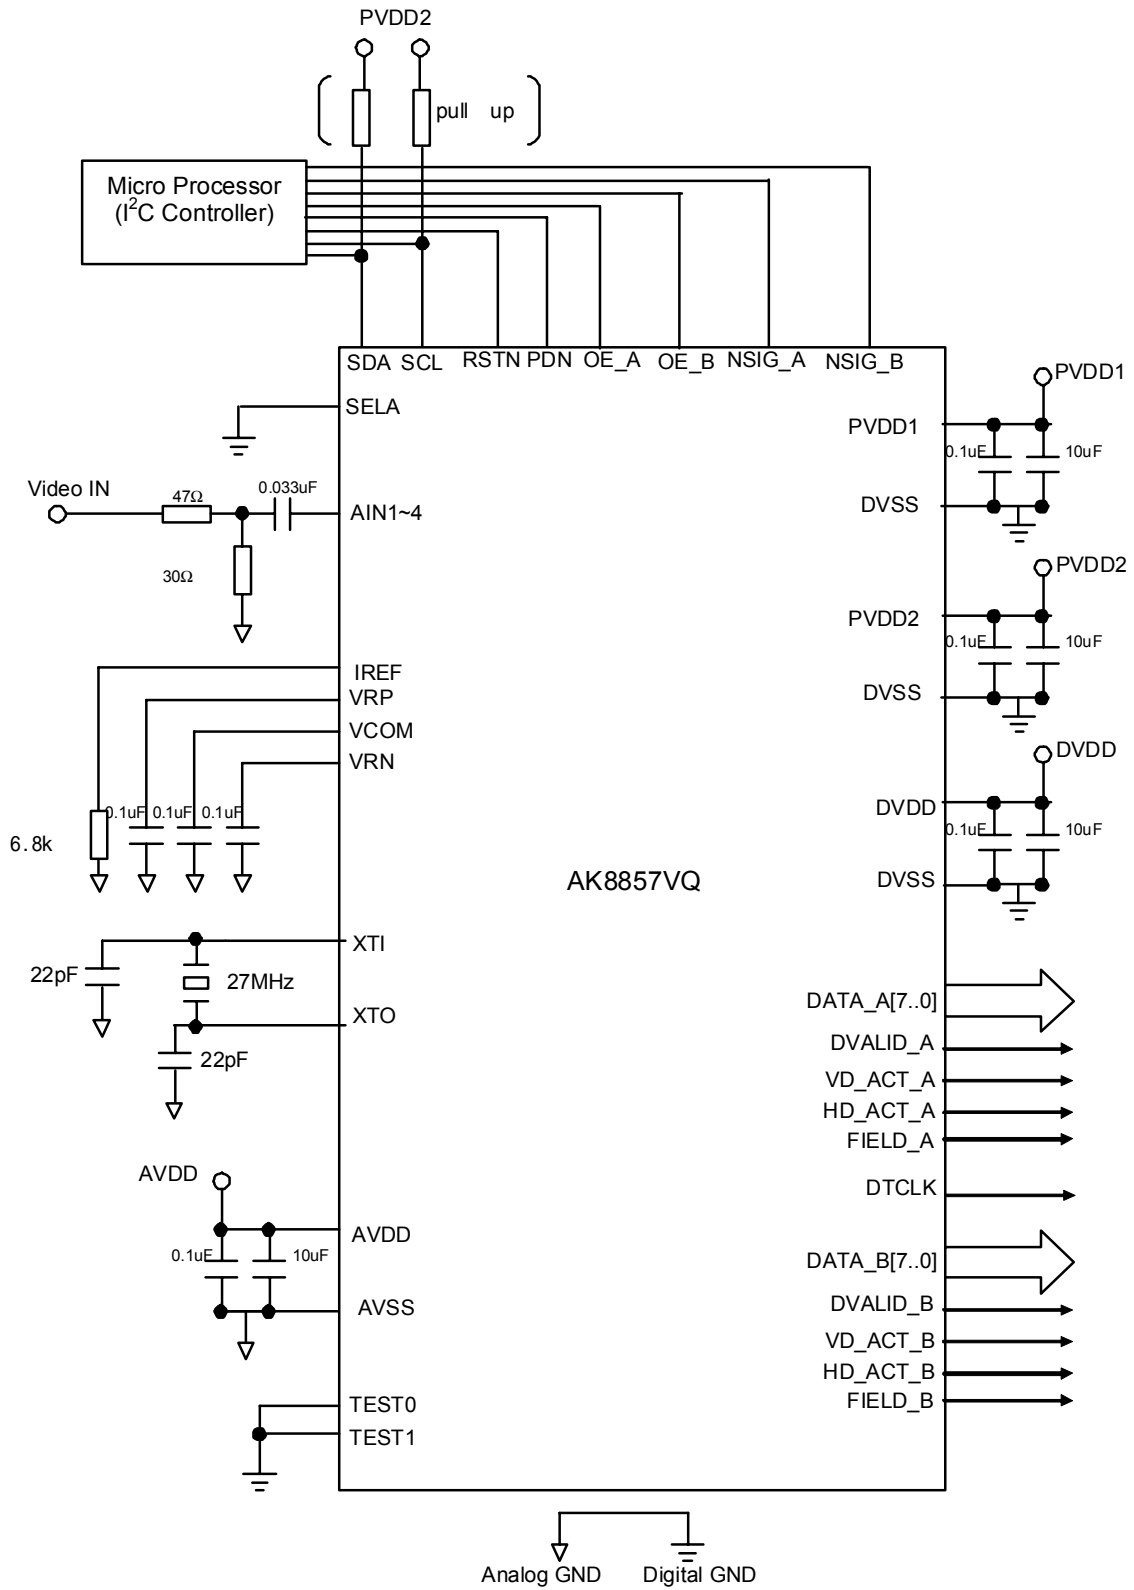 PVDD2
pull up
Micro Processor
(I²C Controller)
SDA SCL RSTN PDN OE_A OE_B NSIG_A NSIG_B
SELA
PVDD1
PVDD1
0.1uF
10uF
DVSS
Video IN
47Ω
0.033uF
AIN1~4
30Ω
PVDD2
PVDD2
0.1uF
10uF
DVSS
IREF
VRP
VCOM
VRN
0.1uF 0.1uF 0.1uF
6.8k
DVDD
DVDD
0.1uF
10uF
DVSS
AK8857VQ
XTI
22pF
27MHz
XTO
22pF
DATA_A[7..0]
DVALID_A
VD_ACT_A
HD_ACT_A
FIELD_A
DTCLK
DATA_B[7..0]
DVALID_B
VD_ACT_B
HD_ACT_B
FIELD_B
AVDD
AVDD
0.1uF
10uF
AVSS
TEST0
TEST1
Analog GND
Digital GND